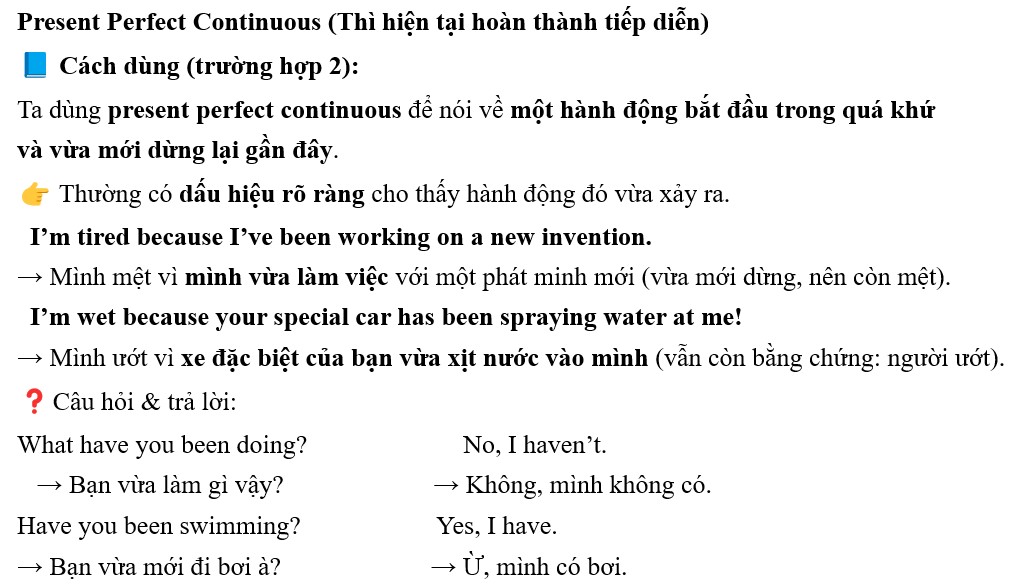 Present Perfect Continuous (Thì hiện tại hoàn thành tiếp diễn)
📘 Cách dùng (trường hợp 2):
Ta dùng present perfect continuous để nói về một hành động bắt đầu trong quá khứ
và vừa mới dừng lại gần đây.
👉 Thường có dấu hiệu rõ ràng cho thấy hành động đó vừa xảy ra.
I’m tired because I’ve been working on a new invention.
→ Mình mệt vì mình vừa làm việc với một phát minh mới (vừa mới dừng, nên còn mệt).
I’m wet because your special car has been spraying water at me!
→ Mình ướt vì xe đặc biệt của bạn vừa xịt nước vào mình (vẫn còn bằng chứng: người ướt).
❓ Câu hỏi & trả lời:
What have you been doing? No, I haven’t.
→ Bạn vừa làm gì vậy? → Không, mình không có.
Have you been swimming? Yes, I have.
→ Bạn vừa mới đi bơi à? → Ừ, mình có bơi.